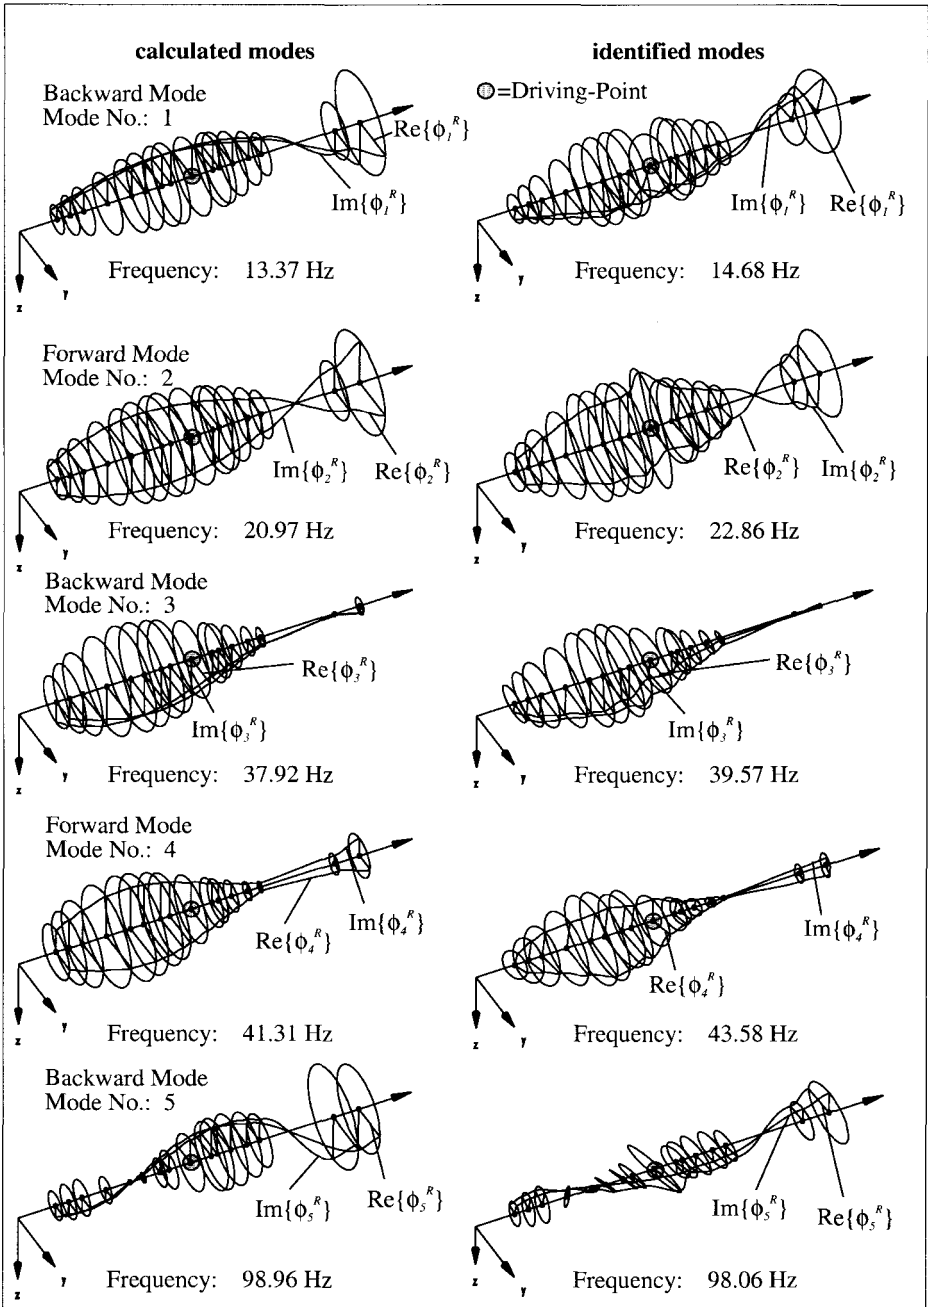 calculated modes
identified modes
Backward Mode
Mode No.: 1
Re{ϕ₁ᴿ}
Im{ϕ₁ᴿ}
Frequency: 13.37 Hz
z
y
=Driving-Point
Im{ϕ₁ᴿ}
Re{ϕ₁ᴿ}
Frequency: 14.68 Hz
z
y
Forward Mode
Mode No.: 2
Im{ϕ₂ᴿ}
Re{ϕ₂ᴿ}
Frequency: 20.97 Hz
z
y
Re{ϕ₂ᴿ}
Im{ϕ₂ᴿ}
Frequency: 22.86 Hz
z
y
Backward Mode
Mode No.: 3
Re{ϕ₃ᴿ}
Im{ϕ₃ᴿ}
Frequency: 37.92 Hz
z
y
Re{ϕ₃ᴿ}
Im{ϕ₃ᴿ}
Frequency: 39.57 Hz
z
y
Forward Mode
Mode No.: 4
Im{ϕ₄ᴿ}
Re{ϕ₄ᴿ}
Frequency: 41.31 Hz
z
y
Im{ϕ₄ᴿ}
Re{ϕ₄ᴿ}
Frequency: 43.58 Hz
z
y
Backward Mode
Mode No.: 5
Im{ϕ₅ᴿ}
Re{ϕ₅ᴿ}
Frequency: 98.96 Hz
z
y
Im{ϕ₅ᴿ}
Re{ϕ₅ᴿ}
Frequency: 98.06 Hz
z
y